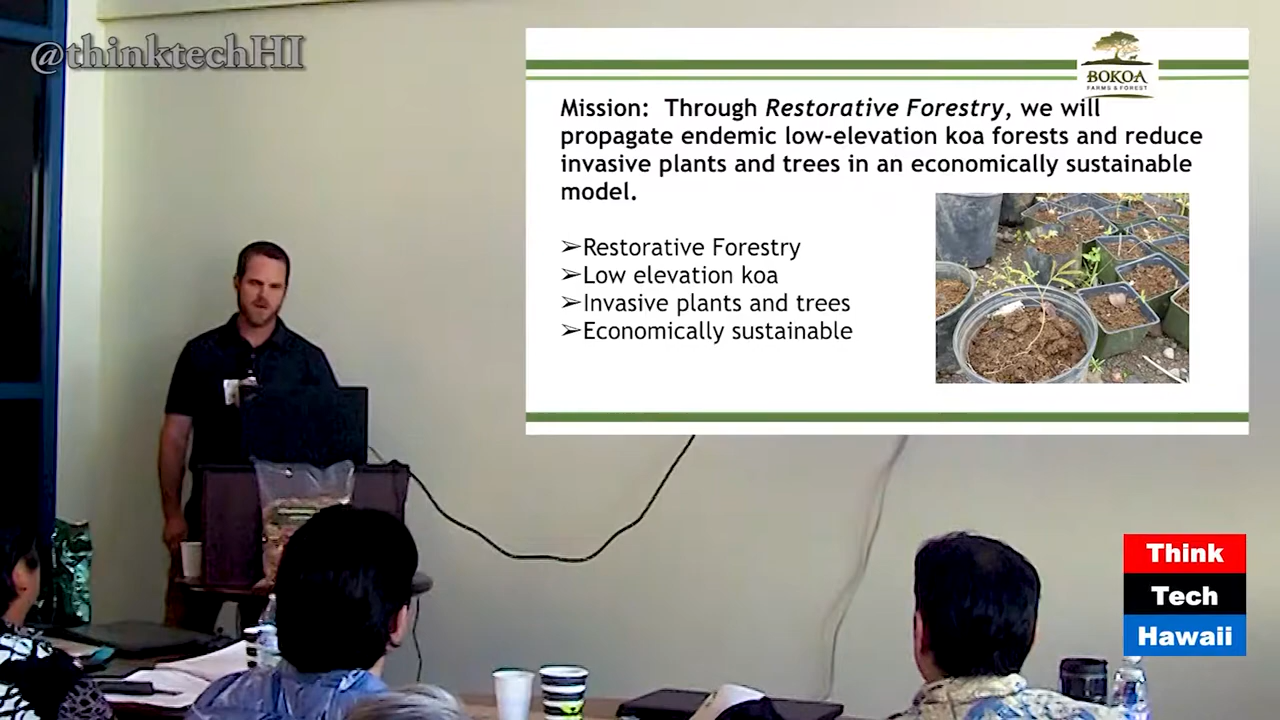 @thinktechHI
BOKOA
FARMS & FOREST
Mission: Through Restorative Forestry, we will
propagate endemic low-elevation koa forests and reduce
invasive plants and trees in an economically sustainable
model.
➢Restorative Forestry
➢Low elevation koa
➢Invasive plants and trees
➢Economically sustainable
Think
Tech
Hawaii